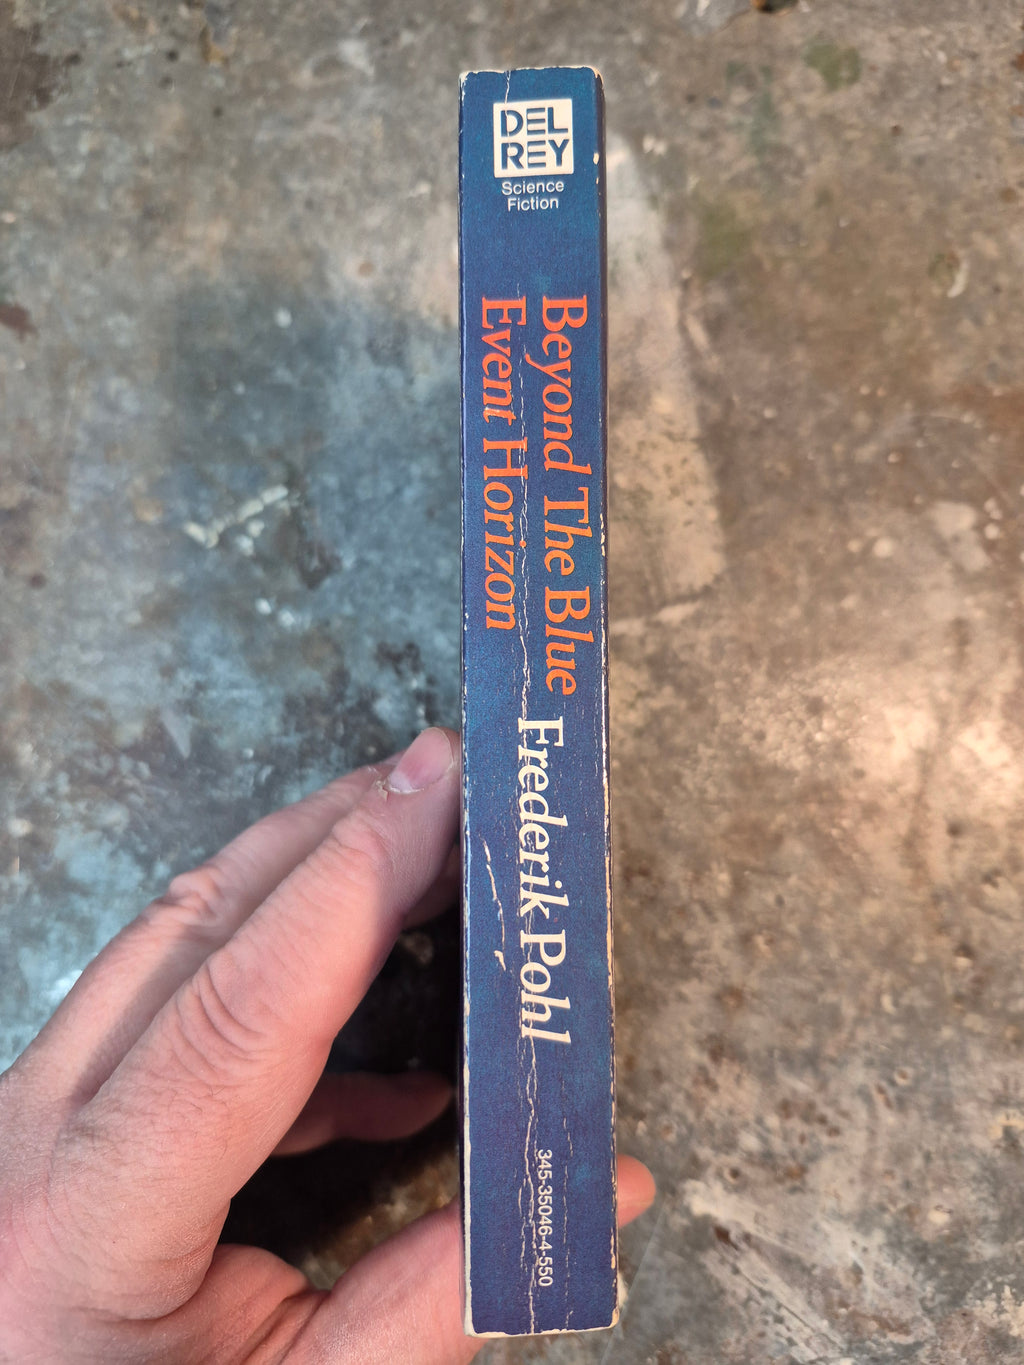 DEL
REY
Science
Fiction
Beyond The Blue
Event Horizon
Frederik Pohl
345-35046-4-550